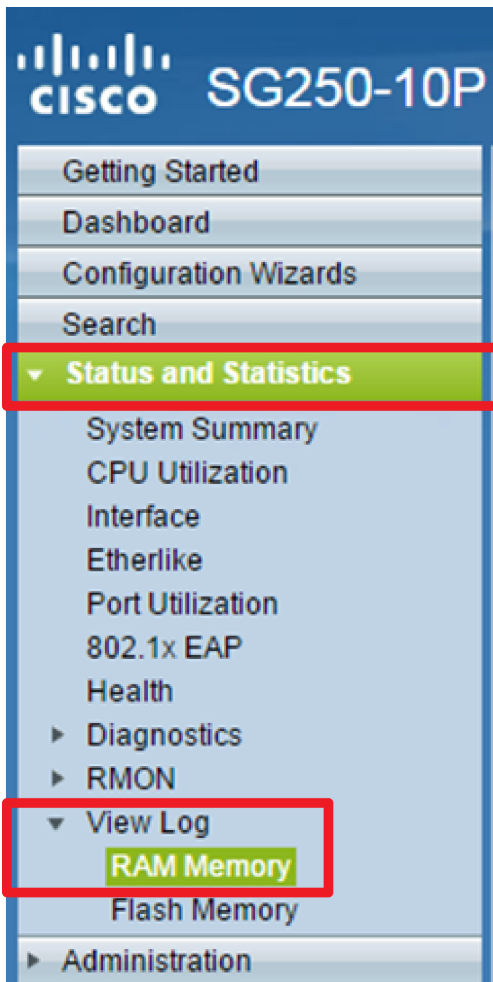 CISCO SG250-10P
Getting Started
Dashboard
Configuration Wizards
Search
Status and Statistics
System Summary
CPU Utilization
Interface
Etherlike
Port Utilization
802.1x EAP
Health
Diagnostics
RMON
View Log
RAM Memory
Flash Memory
Administration